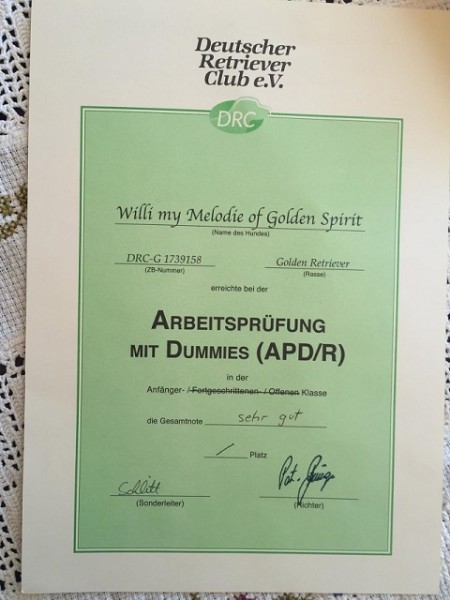 Deutscher
Retriever
Club e.V.
DRC
Willi my Melodie of Golden Spirit
(Name des Hundes)
DRC-G 1739158 Golden Retriever
(ZB-Nummer) (Rasse)
erreichte bei der
ARBEITSPRÜFUNG
MIT DUMMIES (APD/R)
in der
Anfänger- / Fortgeschrittenen- / Offenen Klasse
die Gesamtnote sehr gut
/ Platz
(Sonderleiter) (Richter)